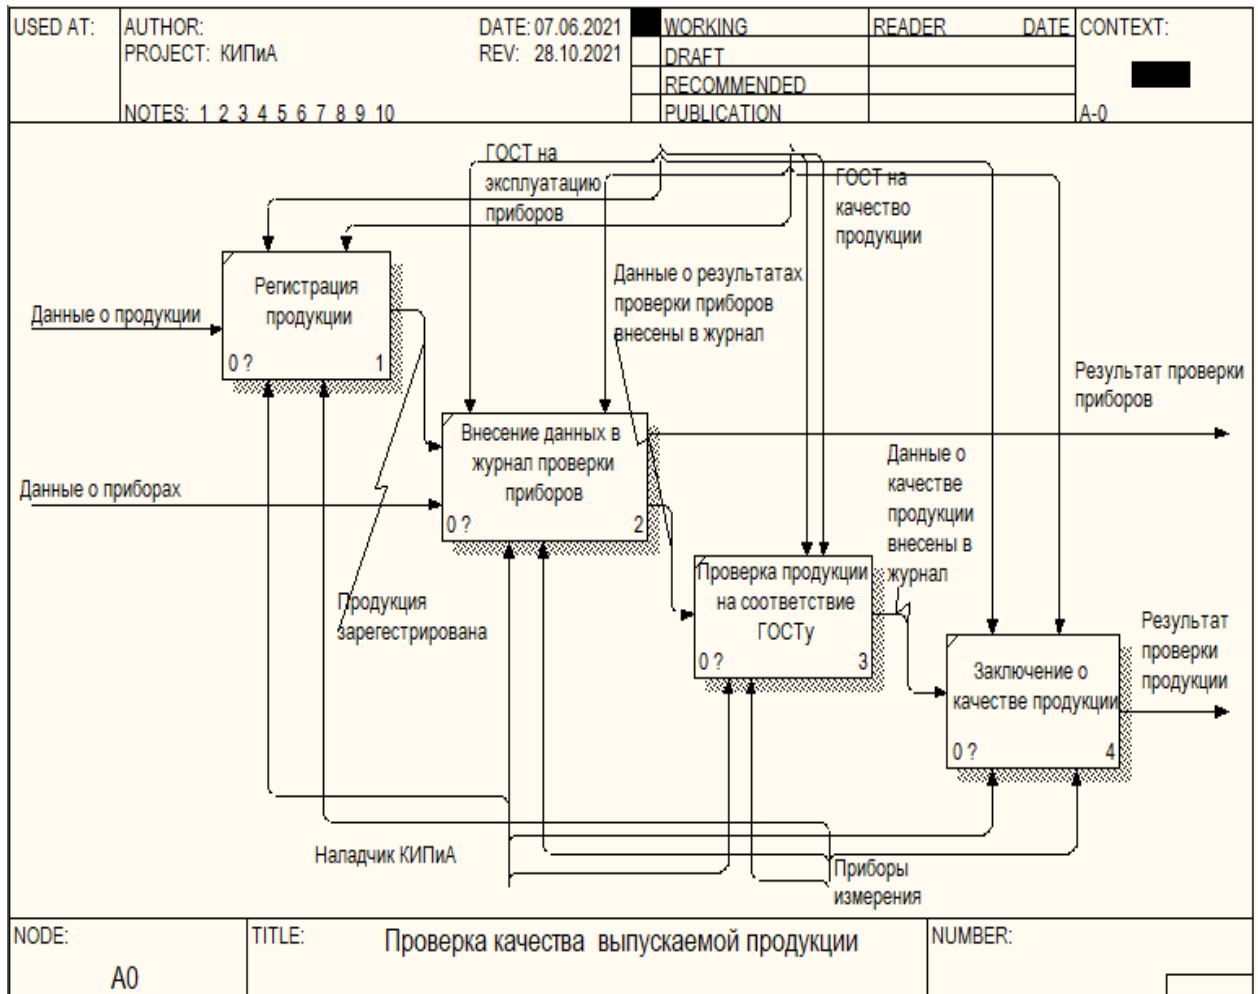 USED AT:
AUTHOR:
DATE: 07.06.2021
WORKING
READER
DATE
CONTEXT:
PROJECT: КИПиА
REV: 28.10.2021
DRAFT
RECOMMENDED
NOTES: 1 2 3 4 5 6 7 8 9 10
PUBLICATION
A-0
ГОСТ на
эксплуатацию
приборов
ГОСТ на
качество
продукции
Данные о продукции
Регистрация
продукции
0 ?
1
Данные о результатах
проверки приборов
внесены в журнал
Результат проверки
приборов
Данные о приборах
Внесение данных в
журнал проверки
приборов
0 ?
2
Данные о
качестве
продукции
внесены в
журнал
Продукция
зарегестрирована
Проверка продукции
на соответствие
ГОСТу
0 ?
3
Результат
проверки
продукции
Заключение о
качестве продукции
0 ?
4
Наладчик КИПиА
Приборы
измерения
NODE:
A0
TITLE:
Проверка качества выпускаемой продукции
NUMBER: